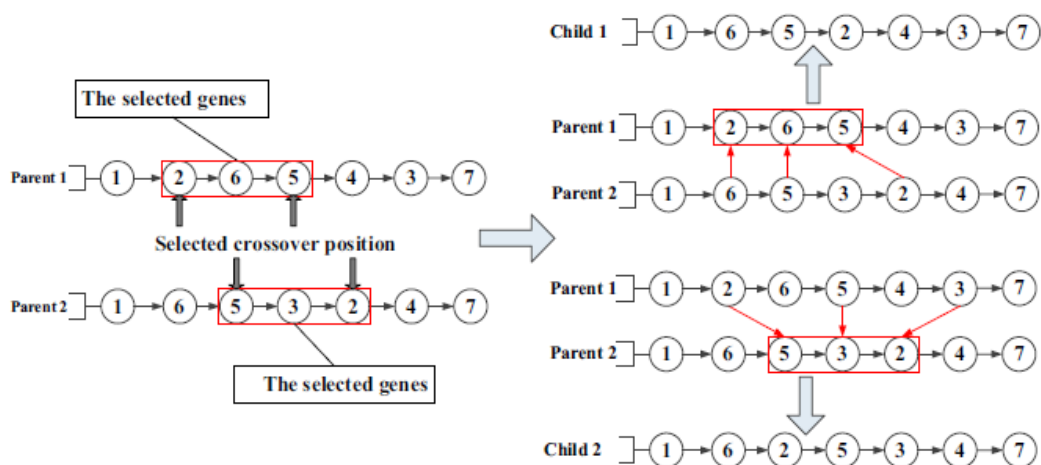 Child 1 1 6 5 2 4 3 7
The selected genes
Parent 1 1 2 6 5 4 3 7
Parent 1 1 2 6 5 4 3 7
Parent 2 1 6 5 3 2 4 7
Selected crossover position
Parent 1 1 2 6 5 4 3 7
Parent 2 1 6 5 3 2 4 7
Parent 2 1 6 5 3 2 4 7
The selected genes
Child 2 1 6 2 5 3 4 7